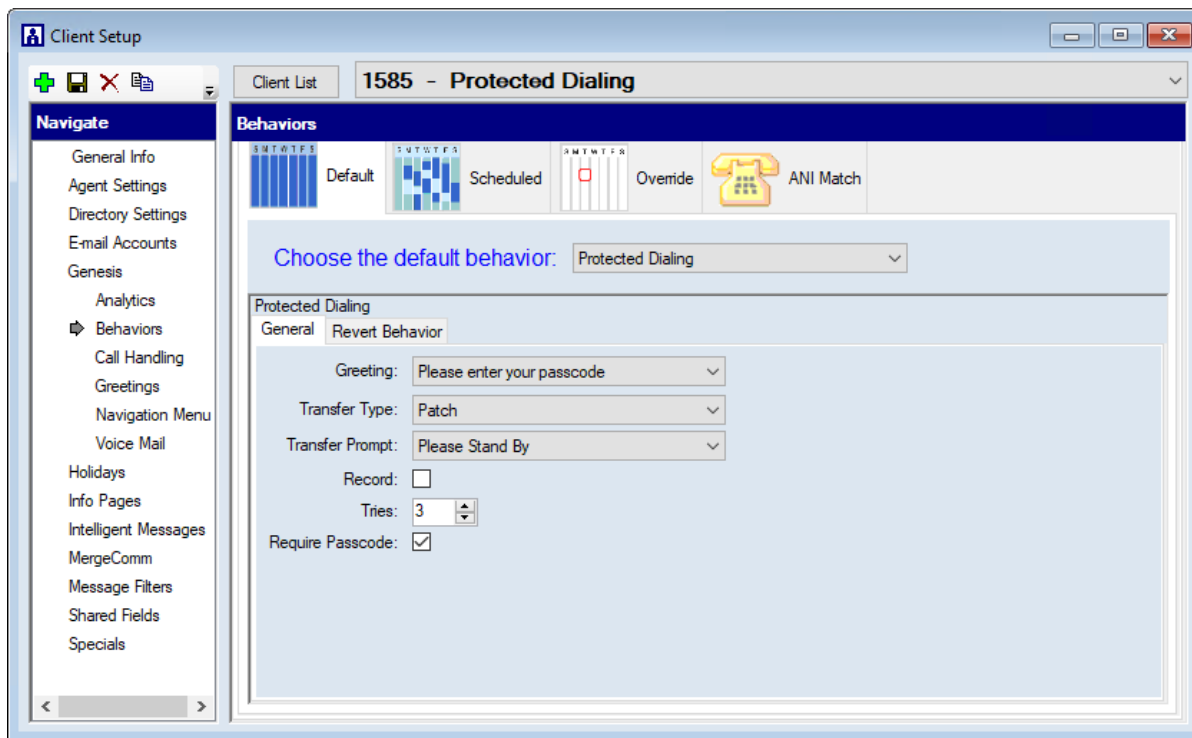 Client Setup
Client List
1585 - Protected Dialing
Navigate
General Info
Agent Settings
Directory Settings
E-mail Accounts
Genesis
Analytics
Behaviors
Call Handling
Greetings
Navigation Menu
Voice Mail
Holidays
Info Pages
Intelligent Messages
MergeComm
Message Filters
Shared Fields
Specials
Behaviors
S M T W T F S
Default
S M T W T F S
Scheduled
S M T W T F S
Override
ANI Match
Choose the default behavior: Protected Dialing
Protected Dialing
General Revert Behavior
Greeting: Please enter your passcode
Transfer Type: Patch
Transfer Prompt: Please Stand By
Record:
Tries: 3
Require Passcode: